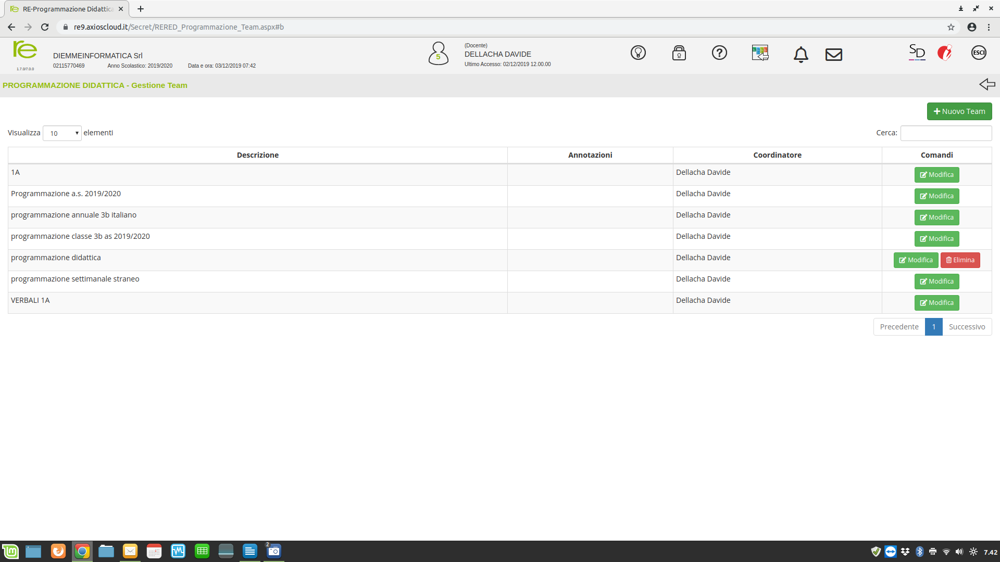 RE-Programmazione Didattica
re9.axioscloud.it/Secret/RERED_Programmazione_Team.aspx#b
re
1.7.0/7.0.0
DIEMMEINFORMATICA Srl
02115770469 Anno Scolastico: 2019/2020 Data e ora: 03/12/2019 07:42
5
(Docente)
DELLACHA DAVIDE
Ultimo Accesso: 02/12/2019 12.00.00
SD
ESCI
PROGRAMMAZIONE DIDATTICA - Gestione Team
Nuovo Team
Visualizza 10 elementi
Cerca:
Descrizione Annotazioni Coordinatore Comandi
1A Dellacha Davide Modifica
Programmazione a.s. 2019/2020 Dellacha Davide Modifica
programmazione annuale 3b italiano Dellacha Davide Modifica
programmazione classe 3b as 2019/2020 Dellacha Davide Modifica
programmazione didattica Dellacha Davide Modifica Elimina
programmazione settimanale straneo Dellacha Davide Modifica
VERBALI 1A Dellacha Davide Modifica
Precedente 1 Successivo
2
7.42